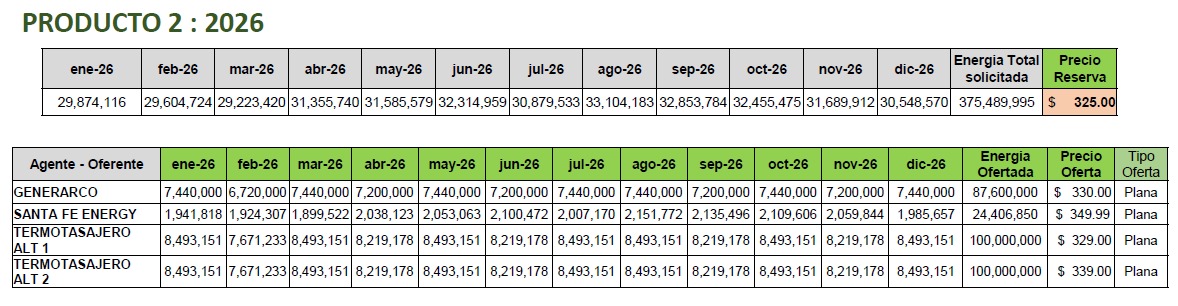 PRODUCTO 2 : 2026
ene-26 feb-26 mar-26 abr-26 may-26 jun-26 jul-26 ago-26 sep-26 oct-26 nov-26 dic-26 Energia Total solicitada Precio Reserva
29,874,116 29,604,724 29,223,420 31,355,740 31,585,579 32,314,959 30,879,533 33,104,183 32,853,784 32,455,475 31,689,912 30,548,570 375,489,995 $ 325.00
Agente - Oferente ene-26 feb-26 mar-26 abr-26 may-26 jun-26 jul-26 ago-26 sep-26 oct-26 nov-26 dic-26 Energia Ofertada Precio Oferta Tipo Oferta
GENERARCO 7,440,000 6,720,000 7,440,000 7,200,000 7,440,000 7,200,000 7,440,000 7,440,000 7,200,000 7,440,000 7,200,000 7,440,000 87,600,000 $ 330.00 Plana
SANTA FE ENERGY 1,941,818 1,924,307 1,899,522 2,038,123 2,053,063 2,100,472 2,007,170 2,151,772 2,135,496 2,109,606 2,059,844 1,985,657 24,406,850 $ 349.99 Plana
TERMOTASAJERO ALT 1 8,493,151 7,671,233 8,493,151 8,219,178 8,493,151 8,219,178 8,493,151 8,493,151 8,219,178 8,493,151 8,219,178 8,493,151 100,000,000 $ 329.00 Plana
TERMOTASAJERO ALT 2 8,493,151 7,671,233 8,493,151 8,219,178 8,493,151 8,219,178 8,493,151 8,493,151 8,219,178 8,493,151 8,219,178 8,493,151 100,000,000 $ 339.00 Plana